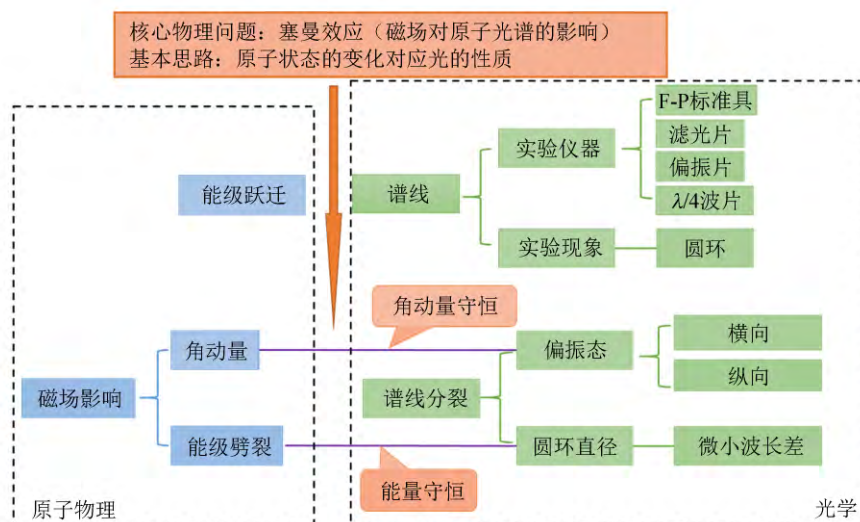 核心物理问题：塞曼效应（磁场对原子光谱的影响）
基本思路：原子状态的变化对应光的性质
能级跃迁
谱线
实验仪器
F-P标准具
滤光片
偏振片
λ/4波片
实验现象
圆环
角动量守恒
磁场影响
角动量
能级劈裂
谱线分裂
偏振态
横向
纵向
圆环直径
微小波长差
能量守恒
原子物理
光学